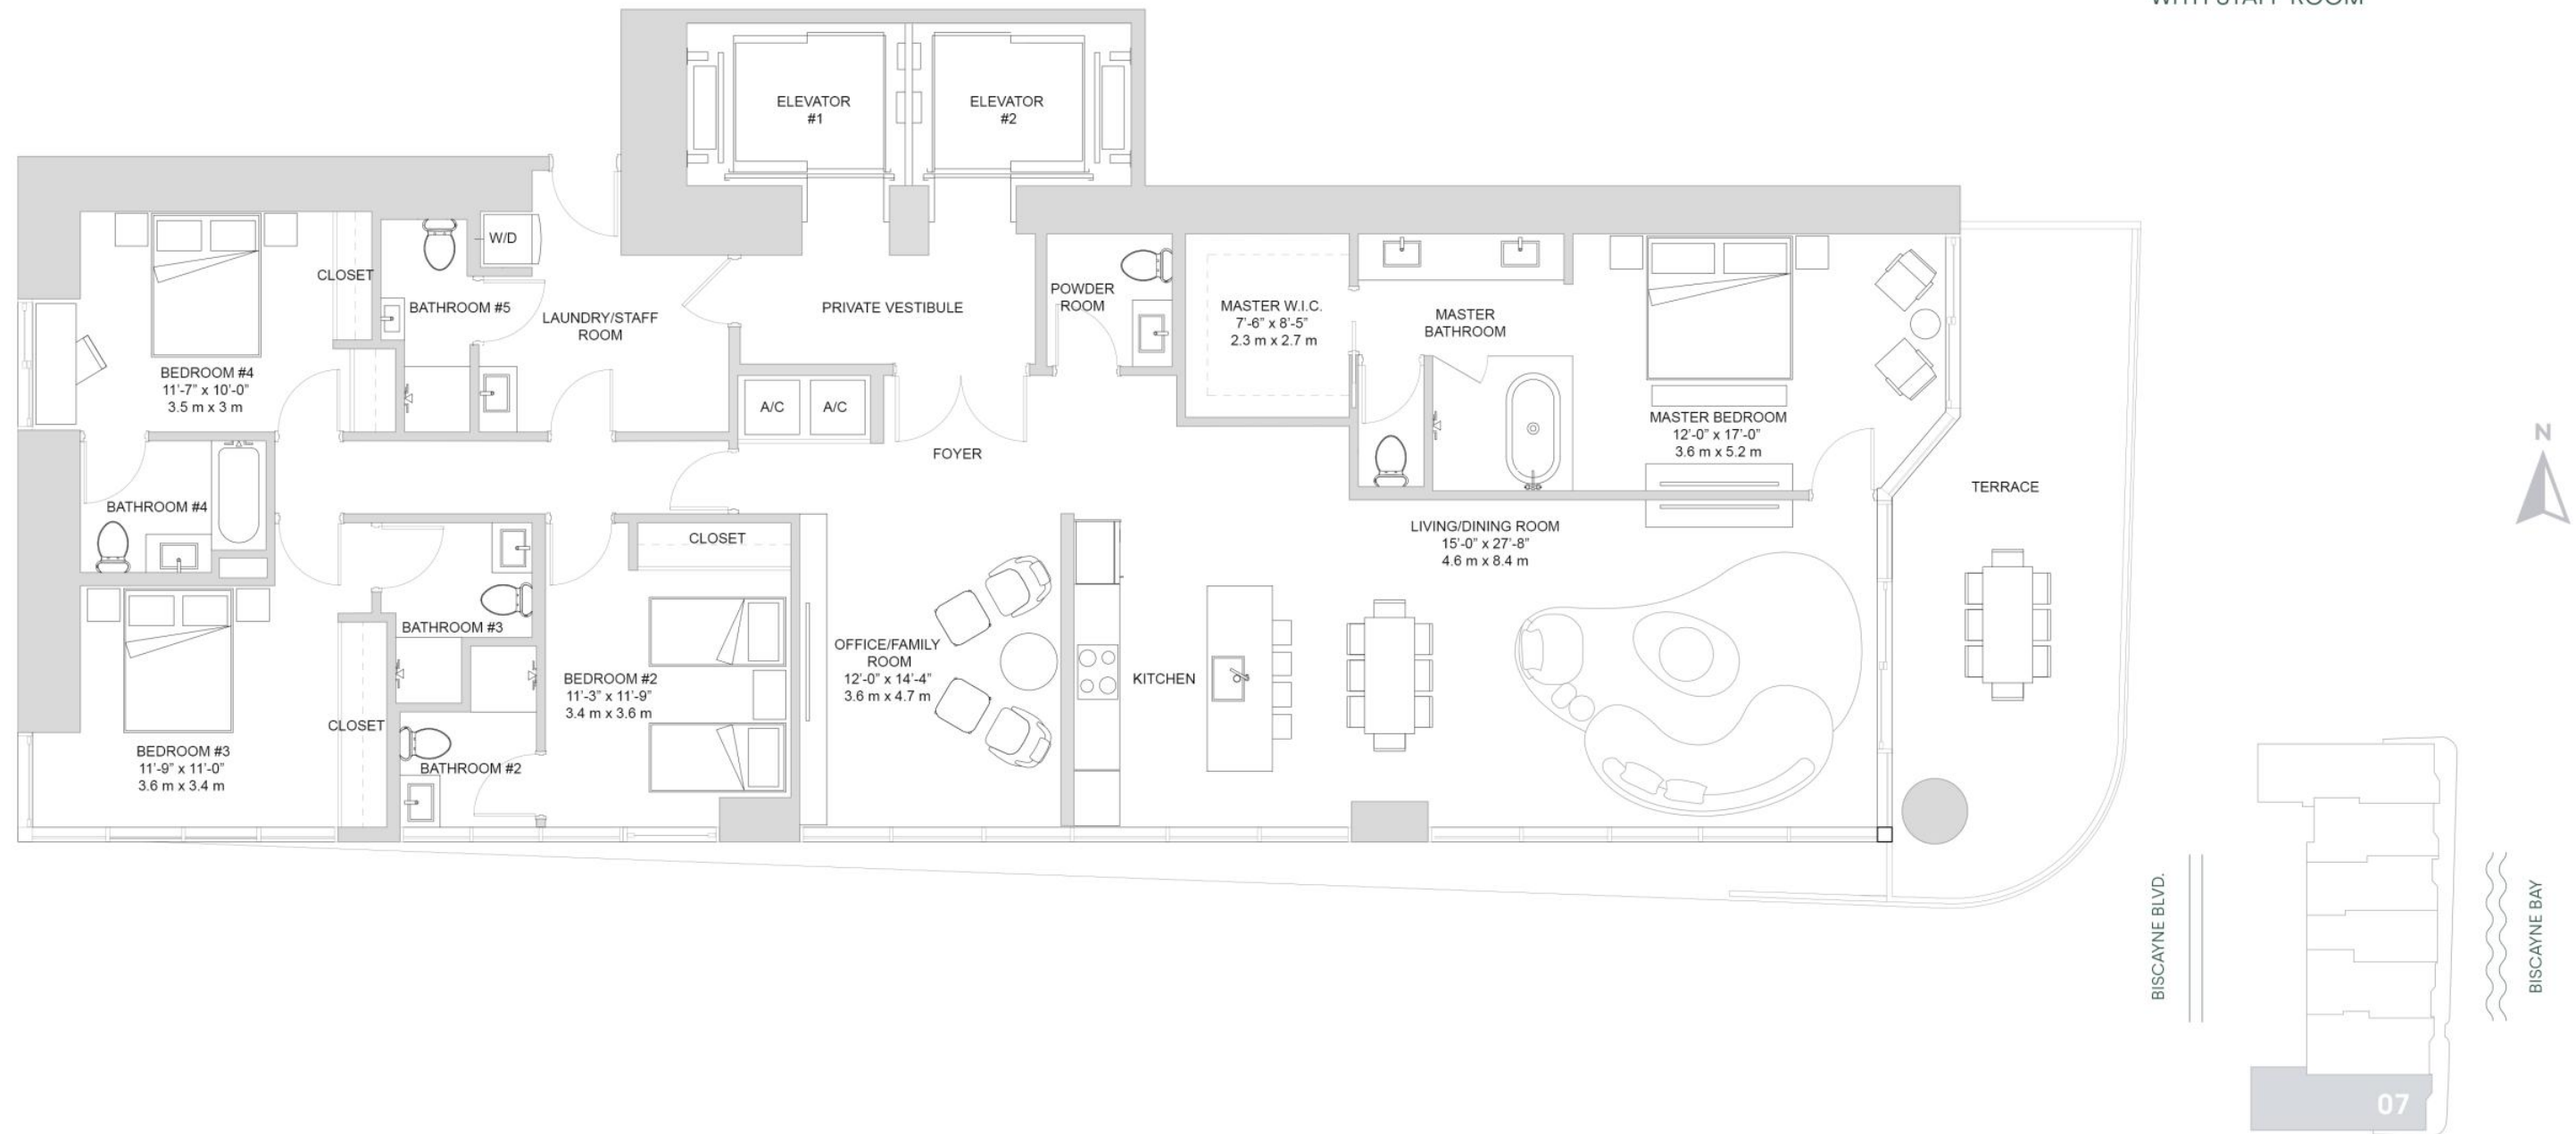 WITH STAFF ROOM
ELEVATOR
#1
ELEVATOR
#2
W/D
CLOSET
BATHROOM #5
LAUNDRY/STAFF
ROOM
PRIVATE VESTIBULE
POWDER
ROOM
MASTER W.I.C.
7'-6" x 8'-5"
2.3 m x 2.7 m
MASTER
BATHROOM
BEDROOM #4
11'-7" x 10'-0"
3.5 m x 3 m
A/C
A/C
MASTER BEDROOM
12'-0" x 17'-0"
3.6 m x 5.2 m
FOYER
TERRACE
N
BATHROOM #4
CLOSET
LIVING/DINING ROOM
15'-0" x 27'-8"
4.6 m x 8.4 m
BATHROOM #3
OFFICE/FAMILY
ROOM
12'-0" x 14'-4"
3.6 m x 4.7 m
KITCHEN
BEDROOM #2
11'-3" x 11'-9"
3.4 m x 3.6 m
CLOSET
BEDROOM #3
11'-9" x 11'-0"
3.6 m x 3.4 m
BATHROOM #2
BISCAYNE BLVD.
BISCAYNE BAY
07